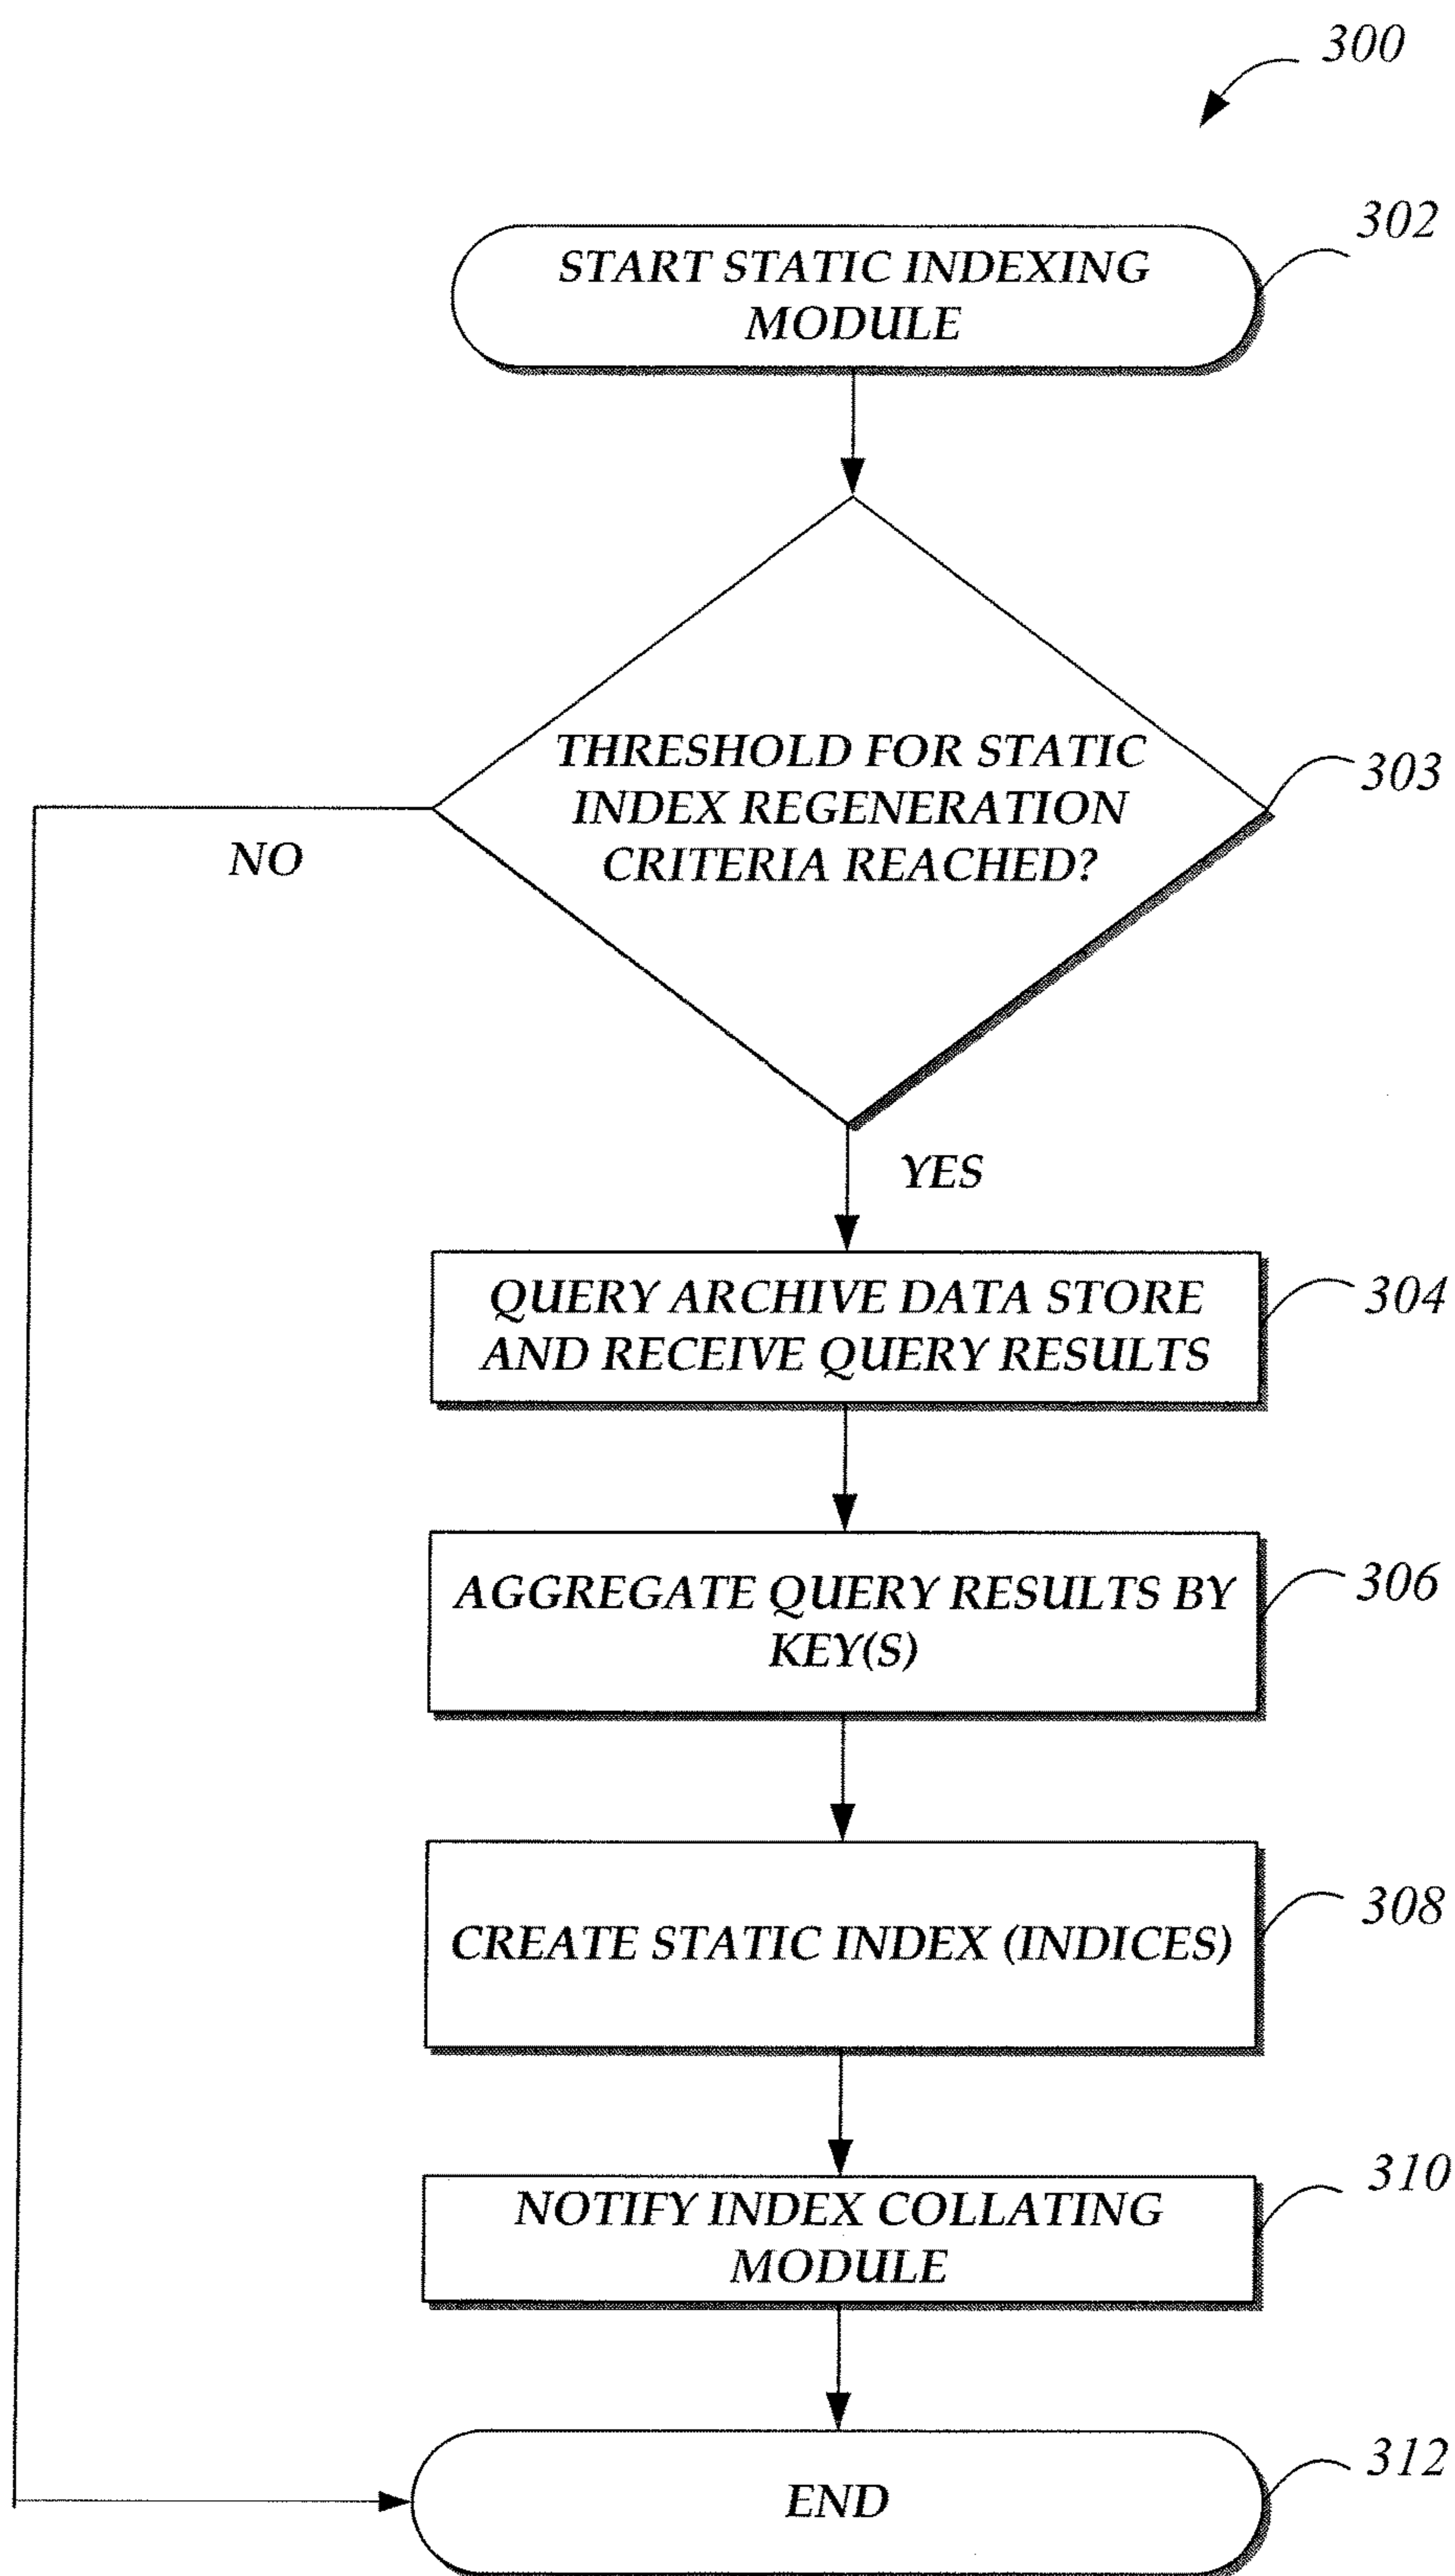 300
302
START STATIC INDEXING
MODULE
THRESHOLD FOR STATIC
INDEX REGENERATION
CRITERIA REACHED?
303
NO
YES
QUERY ARCHIVE DATA STORE
AND RECEIVE QUERY RESULTS
304
AGGREGATE QUERY RESULTS BY
KEY(S)
306
CREATE STATIC INDEX (INDICES)
308
NOTIFY INDEX COLLATING
MODULE
310
END
312